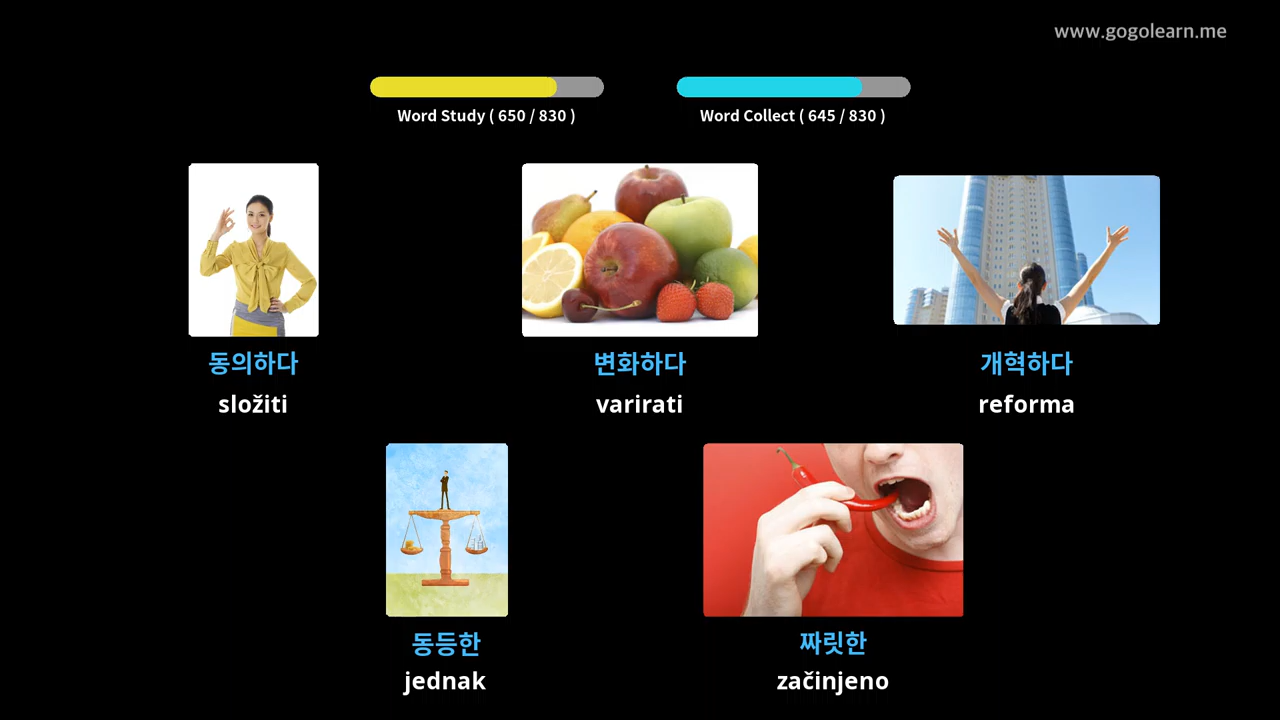 www.gogolearn.me
Word Study ( 650 / 830 )
Word Collect ( 645 / 830 )
동의하다
변화하다
개혁하다
složiti
varirati
reforma
동등한
짜릿한
jednak
začinjeno